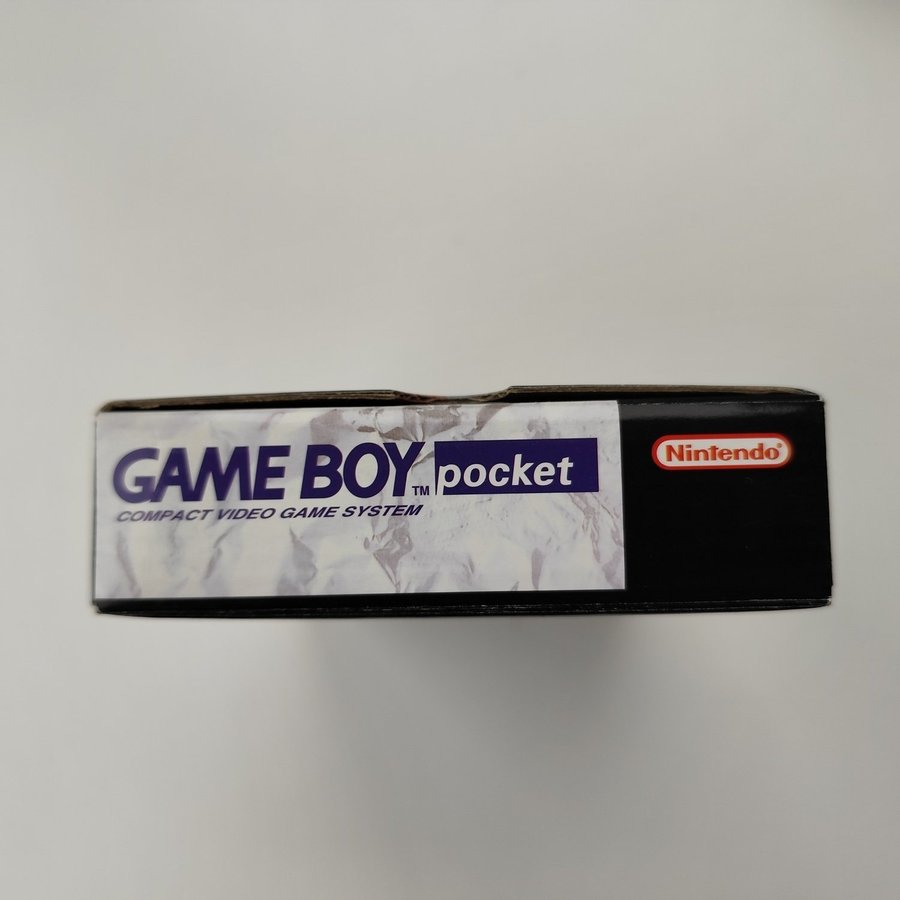 GAME BOY™ pocket
COMPACT VIDEO GAME SYSTEM
Nintendo®